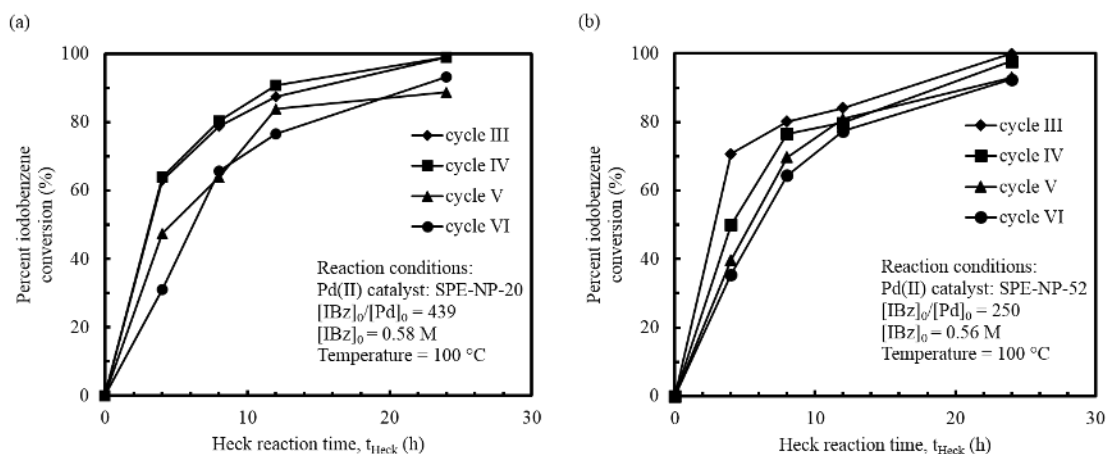 (a)
100
80
60
40
20
0
0
10
20
30
Percent iodobenzene
conversion (%)
Heck reaction time, t_Heck (h)
cycle III
cycle IV
cycle V
cycle VI
Reaction conditions:
Pd(II) catalyst: SPE-NP-20
[IBz]₀/[Pd]₀ = 439
[IBz]₀ = 0.58 M
Temperature = 100 °C
(b)
100
80
60
40
20
0
0
10
20
30
Percent iodobenzene
conversion (%)
Heck reaction time, t_Heck (h)
cycle III
cycle IV
cycle V
cycle VI
Reaction conditions:
Pd(II) catalyst: SPE-NP-52
[IBz]₀/[Pd]₀ = 250
[IBz]₀ = 0.56 M
Temperature = 100 °C